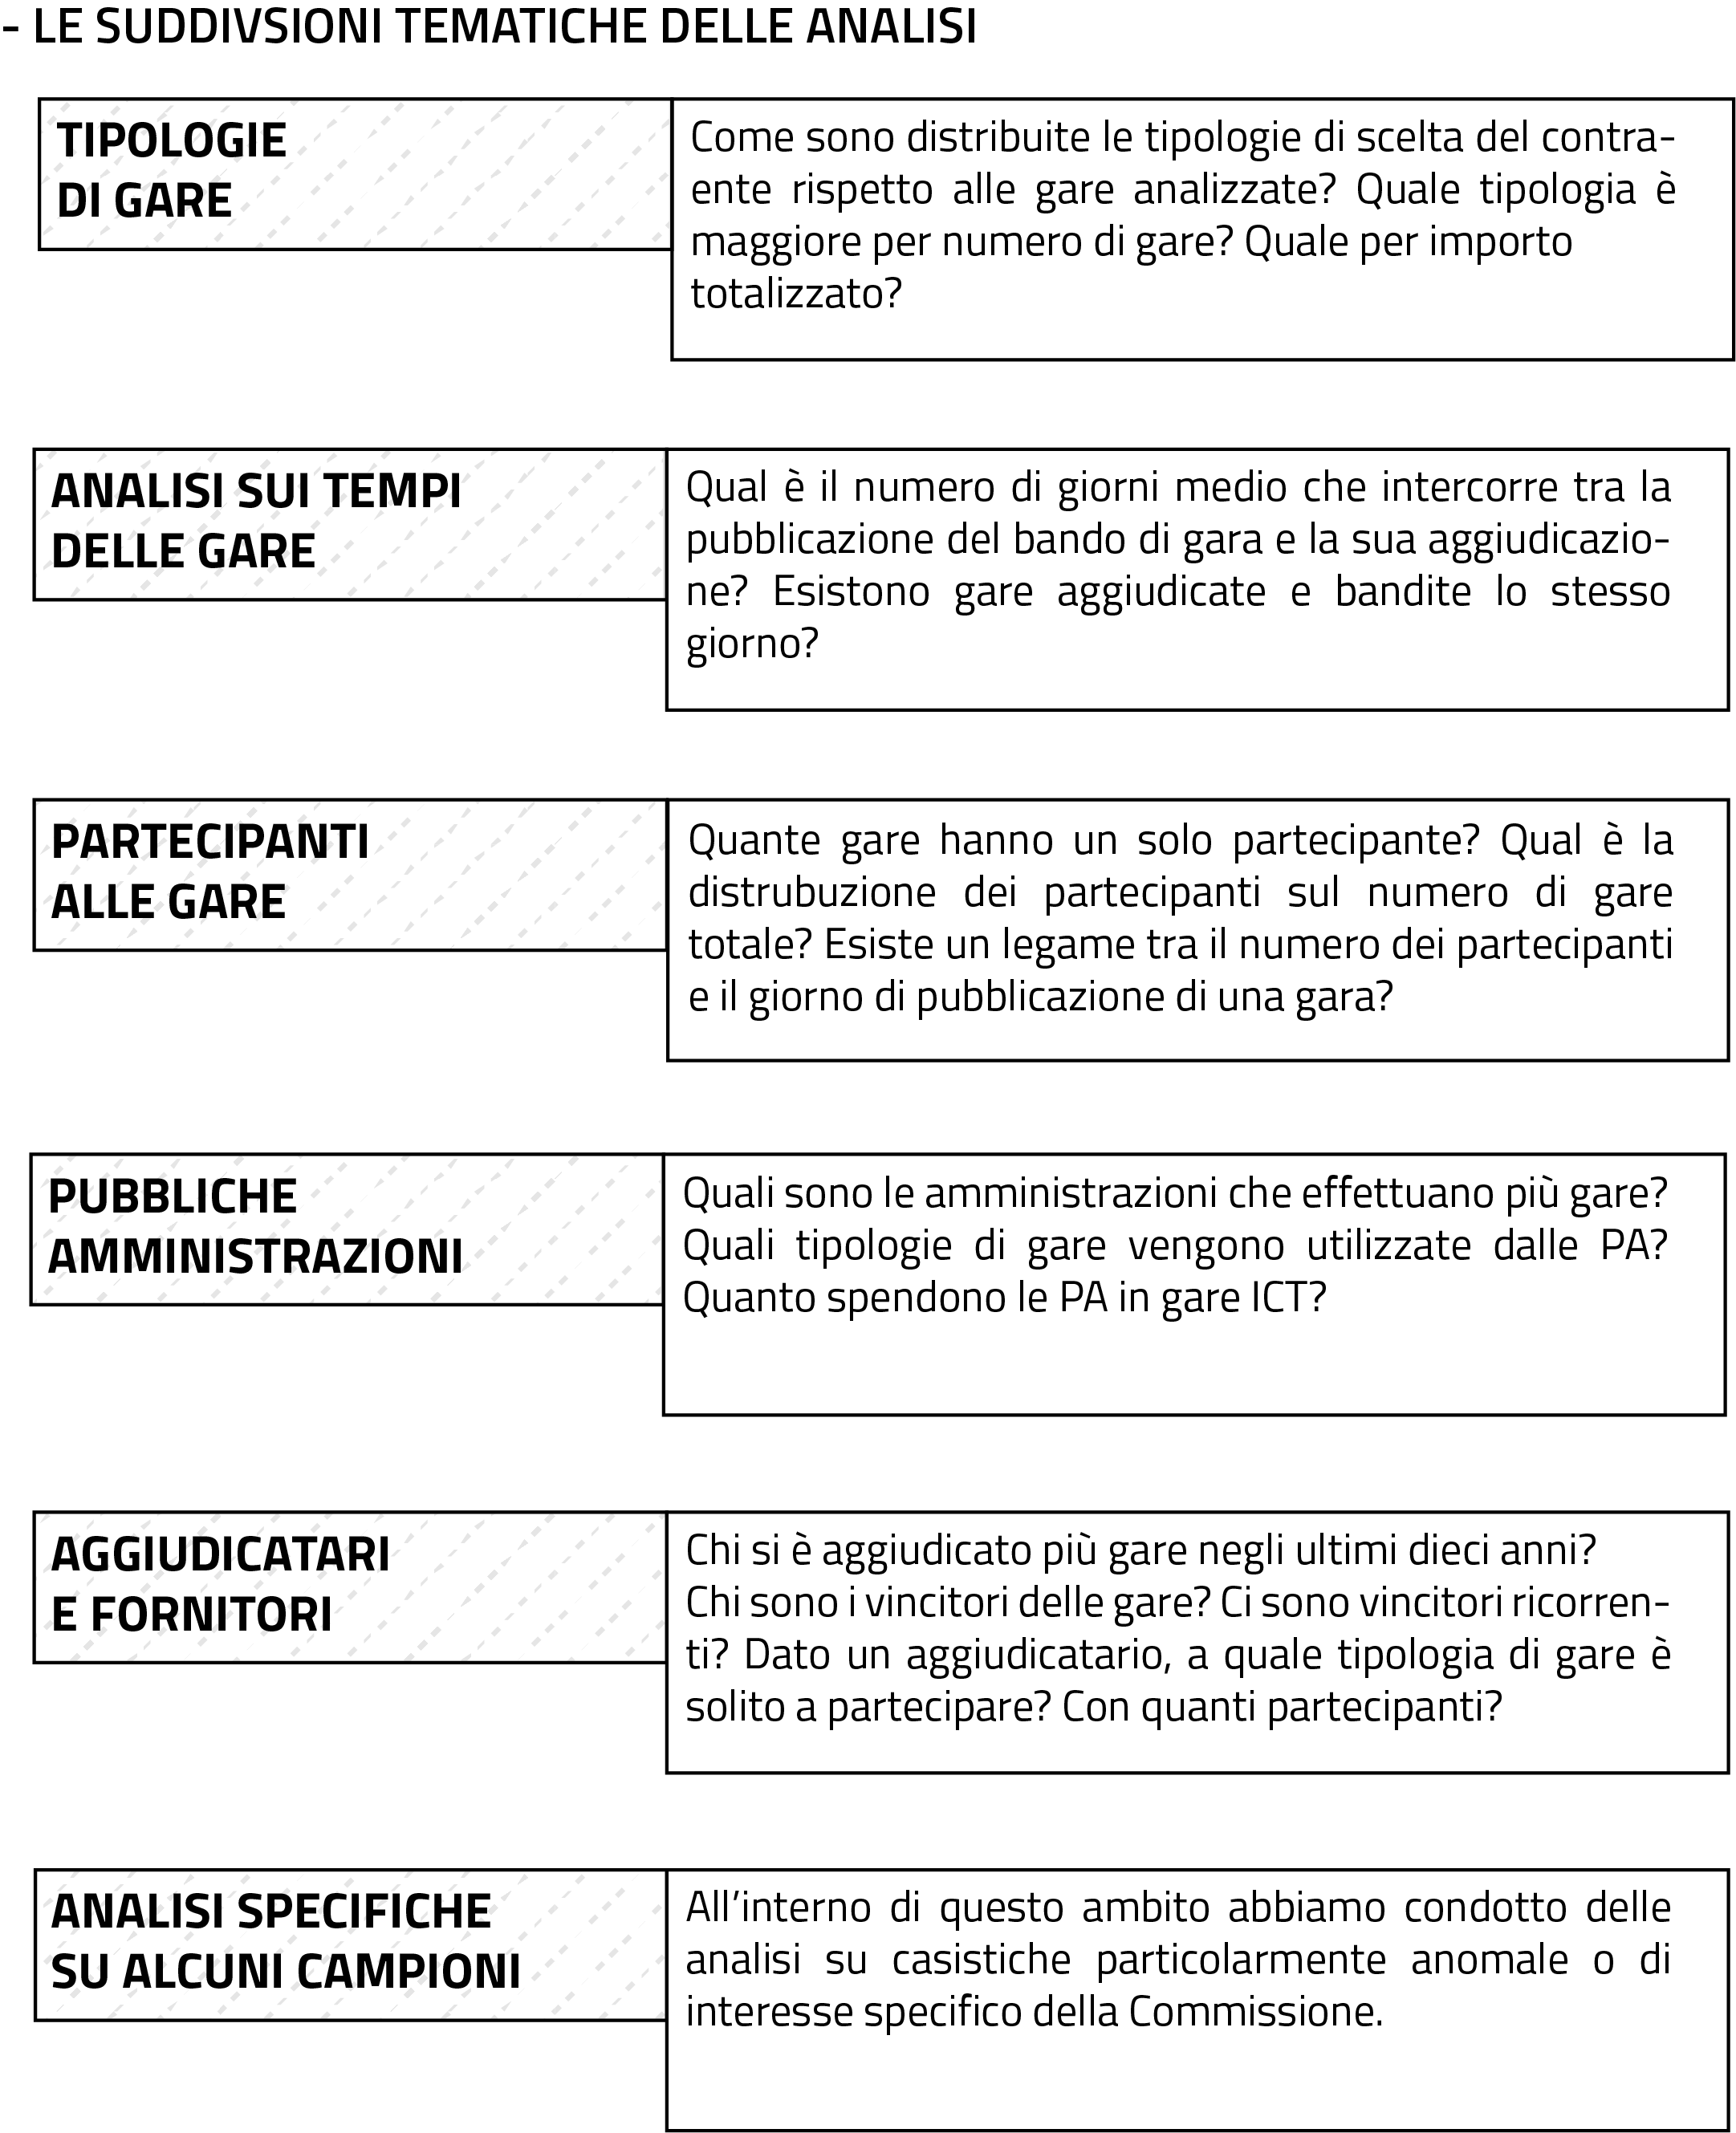 - LE SUDDIVSIONI TEMATICHE DELLE ANALISI
TIPOLOGIE
DI GARE
Come sono distribuite le tipologie di scelta del contra-
ente rispetto alle gare analizzate? Quale tipologia è
maggiore per numero di gare? Quale per importo
totalizzato?
ANALISI SUI TEMPI
DELLE GARE
Qual è il numero di giorni medio che intercorre tra la
pubblicazione del bando di gara e la sua aggiudicazio-
ne? Esistono gare aggiudicate e bandite lo stesso
giorno?
PARTECIPANTI
ALLE GARE
Quante gare hanno un solo partecipante? Qual è la
distrubuzione dei partecipanti sul numero di gare
totale? Esiste un legame tra il numero dei partecipanti
e il giorno di pubblicazione di una gara?
PUBBLICHE
AMMINISTRAZIONI
Quali sono le amministrazioni che effettuano più gare?
Quali tipologie di gare vengono utilizzate dalle PA?
Quanto spendono le PA in gare ICT?
AGGIUDICATARI
E FORNITORI
Chi si è aggiudicato più gare negli ultimi dieci anni?
Chi sono i vincitori delle gare? Ci sono vincitori ricorren-
ti? Dato un aggiudicatario, a quale tipologia di gare è
solito a partecipare? Con quanti partecipanti?
ANALISI SPECIFICHE
SU ALCUNI CAMPIONI
All’interno di questo ambito abbiamo condotto delle
analisi su casistiche particolarmente anomale o di
interesse specifico della Commissione.